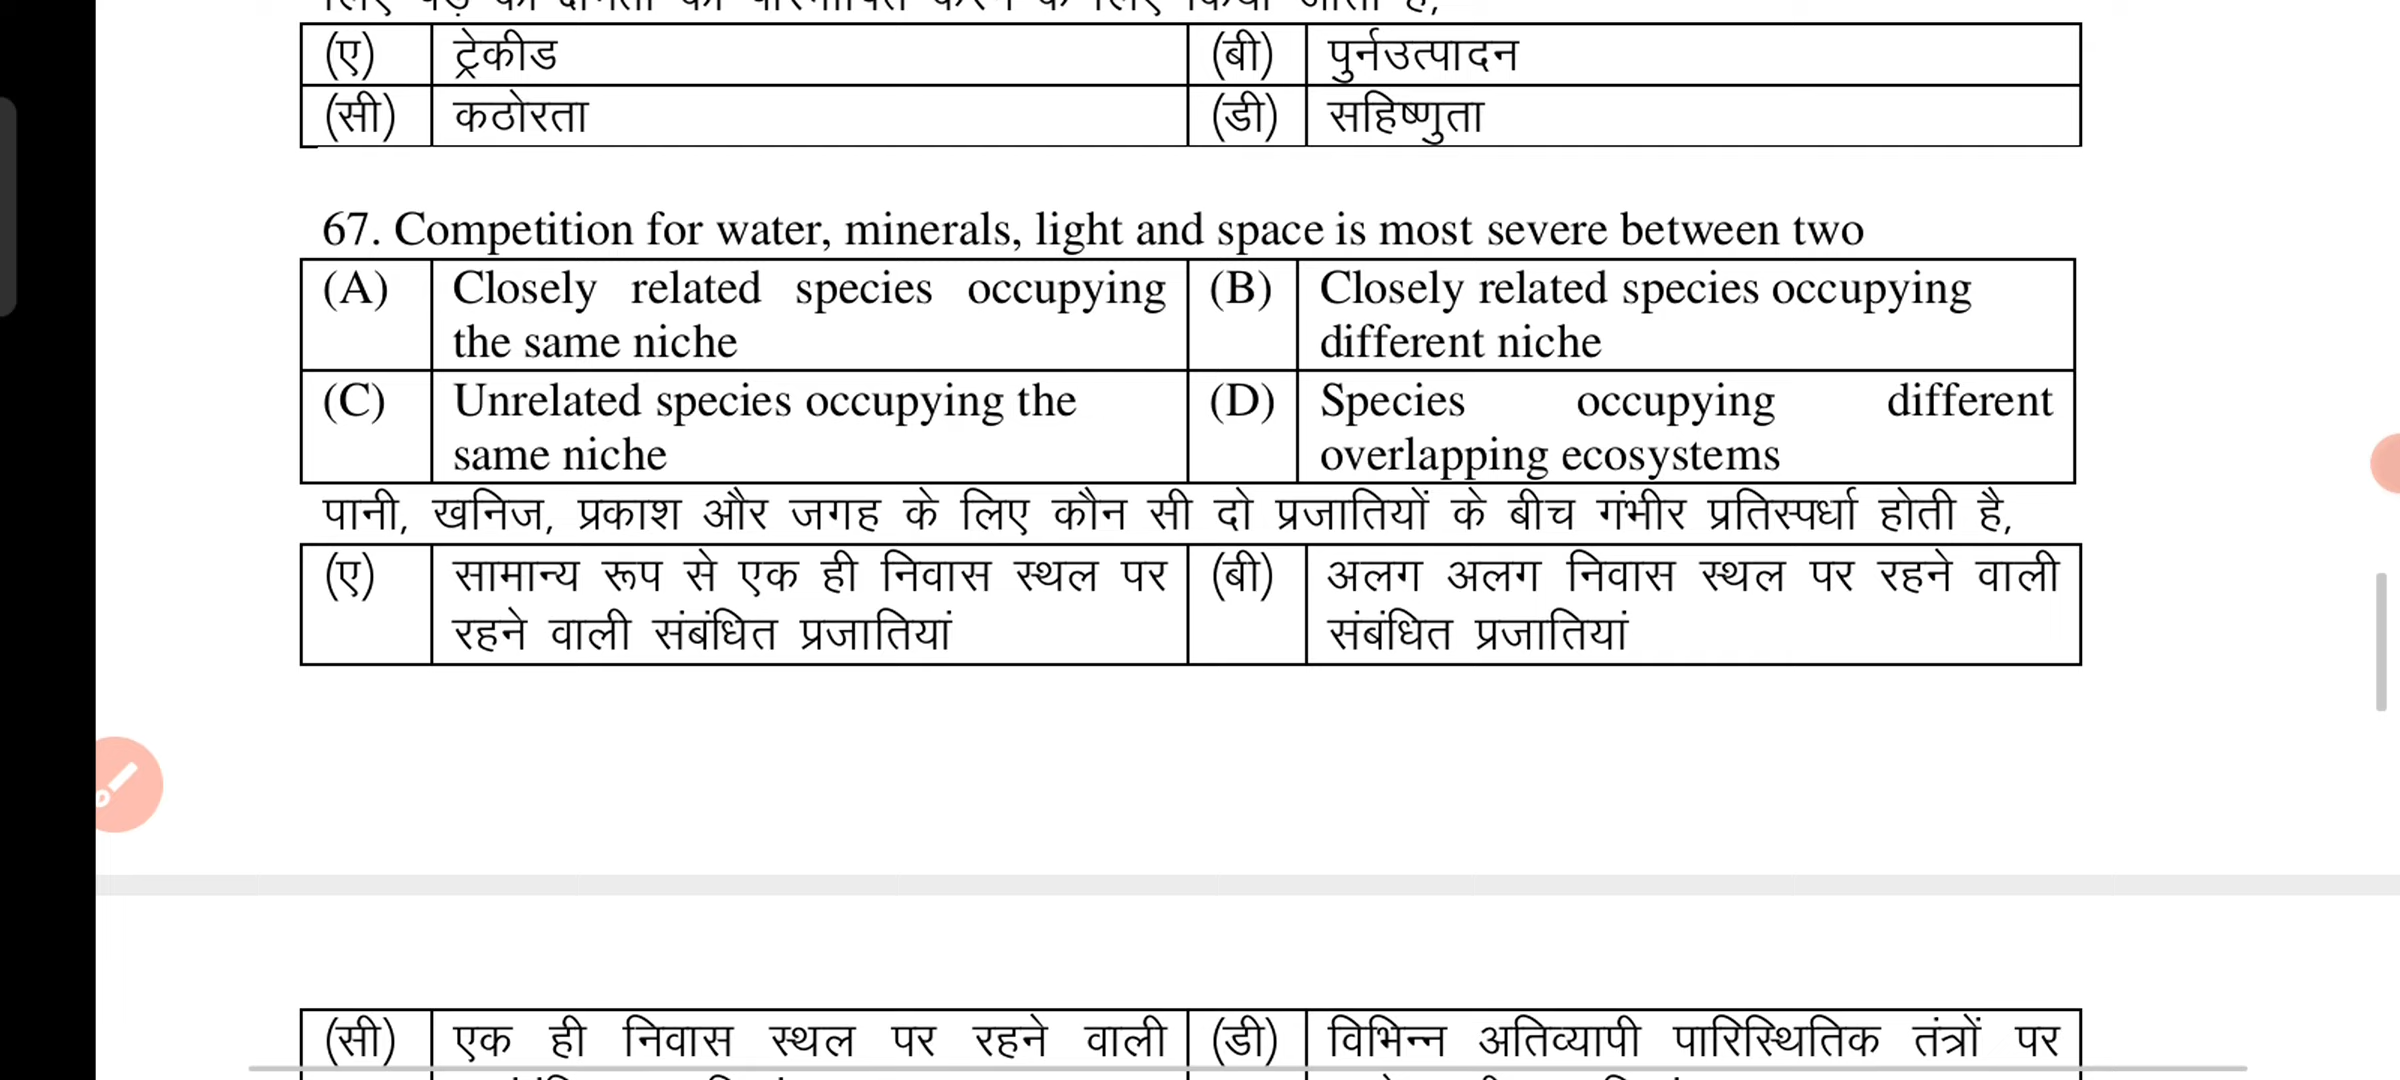 (ए) ट्रेकीड (बी) पुर्नउत्पादन
(सी) कठोरता (डी) सहिष्णुता
67. Competition for water, minerals, light and space is most severe between two
(A) Closely related species occupying (B) Closely related species occupying
the same niche different niche
(C) Unrelated species occupying the (D) Species occupying different
same niche overlapping ecosystems
पानी, खनिज, प्रकाश और जगह के लिए कौन सी दो प्रजातियों के बीच गंभीर प्रतिस्पर्धा होती है,
(ए) सामान्य रूप से एक ही निवास स्थल पर (बी) अलग अलग निवास स्थल पर रहने वाली
रहने वाली संबंधित प्रजातियां संबंधित प्रजातियां
(सी) एक ही निवास स्थल पर रहने वाली (डी) विभिन्न अतिव्यापी पारिस्थितिक तंत्रों पर